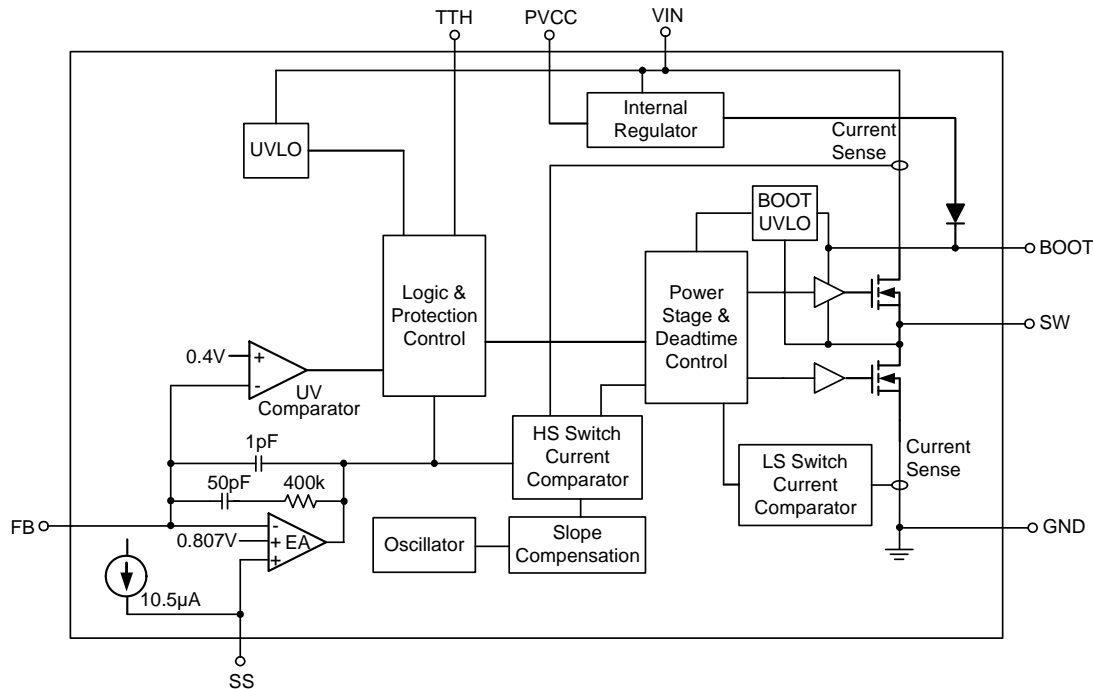 TTH
PVCC
VIN
Internal
Regulator
UVLO
Current
Sense
BOOT
UVLO
BOOT
Logic &
Protection
Control
Power
Stage &
Deadtime
Control
SW
0.4V
+
-
UV
Comparator
1pF
HS Switch
Current
Comparator
LS Switch
Current
Comparator
Current
Sense
50pF
400k
FB
-
0.807V
+
EA
+
Oscillator
Slope
Compensation
GND
10.5µA
SS